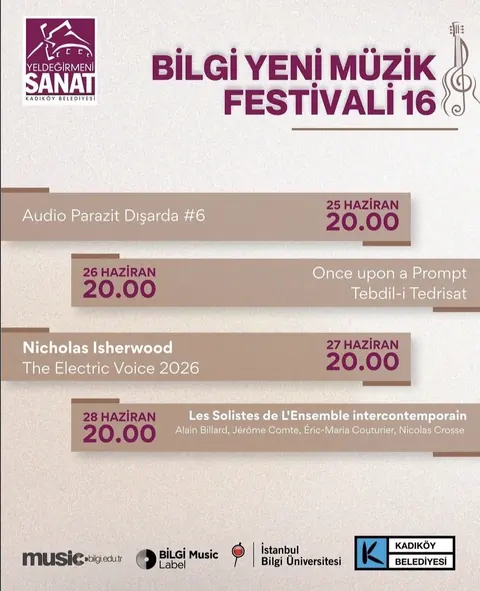 YELDEĞİRMENİ
SANAT
KADIKÖY BELEDİYESİ
BİLGİ YENİ MÜZİK
FESTİVALİ 16
Audio Parazit Dışarda #6
25 HAZİRAN
20.00
26 HAZİRAN
20.00
Once upon a Prompt
Tebdil-i Tedrisat
Nicholas Isherwood
The Electric Voice 2026
27 HAZİRAN
20.00
28 HAZİRAN
20.00
Les Solistes de L'Ensemble intercontemporain
Alain Billard, Jérôme Comte, Éric-Maria Couturier, Nicolas Crosse
music.bilgi.edu.tr
BİLGİ Music
Label
İstanbul
Bilgi Üniversitesi
K
KADIKÖY
BELEDİYESİ